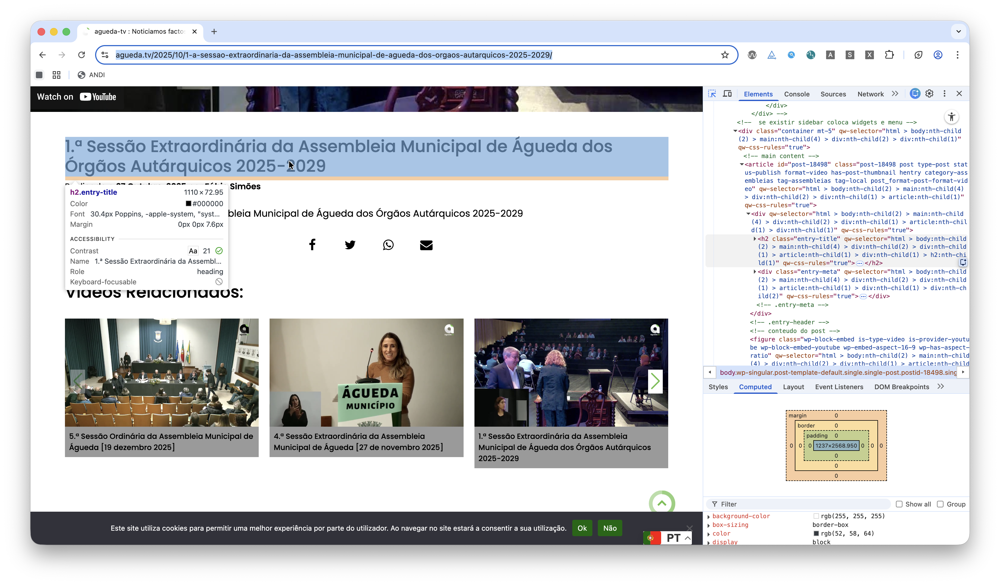 agueda-tv : Noticiamos facto
agueda.tv/2025/10/1-a-sessao-extraordinaria-da-assembleia-municipal-de-agueda-dos-orgaos-autarquicos-2025-2029/
A
S
X
ANDI
Watch on YouTube
1.ª Sessão Extraordinária da Assembleia Municipal de Águeda dos
Órgãos Autárquicos 2025-2029
Simões
h2.entry-title 1110×72.95
Color #000000
Font 30.4px Poppins, -apple-system, "syst...
Margin 0px 0px 7.6px
ACCESSIBILITY
Contrast Aa 21
Name 1.ª Sessão Extraordinária da Assembl...
Role heading
Keyboard-focusable
bleia Municipal de Águeda dos Órgãos Autárquicos 2025-2029
Vídeos Relacionados:
ÁGUEDA
MUNICÍPIO
5.ª Sessão Ordinária da Assembleia Municipal de
Águeda [19 dezembro 2025]
4.ª Sessão Extraordinária da Assembleia
Municipal de Águeda [27 de novembro 2025]
1.ª Sessão Extraordinária da Assembleia
Municipal de Águeda dos Órgãos Autárquicos
2025-2029
Este site utiliza cookies para permitir uma melhor experiência por parte do utilizador. Ao navegar no site estará a consentir a sua utilização. Ok Não
PT
Elements Console Sources Network
</div>
</div> -->
<!-- se existir sidebar coloca widgets e menu -->
<div class="container mt-5" qw-selector="html > body:nth-child
(2) > main:nth-child(4) > div:nth-child(2) > div:nth-child(1)"
qw-css-rules="true">
<!-- main content -->
<article id="post-18498" class="post-18498 post type-post stat
us-publish format-video has-post-thumbnail hentry category-ass
embleias tag-assembleias tag-local post_format-post-format-vid
eo" qw-selector="html > body:nth-child(2) > main:nth-child(4)
> div:nth-child(2) > div:nth-child(1) > article:nth-child(1)"
qw-css-rules="true">
<div qw-selector="html > body:nth-child(2) > main:nth-child
(4) > div:nth-child(2) > div:nth-child(1) > article:nth-chil
d(1) > div:nth-child(1)" qw-css-rules="true">
<h2 class="entry-title" qw-selector="html > body:nth-child
(2) > main:nth-child(4) > div:nth-child(2) > div:nth-child
(1) > article:nth-child(1) > div:nth-child(1) > h2:nth-chi
ld(1)" qw-css-rules="true">…</h2>
<div class="entry-meta" qw-selector="html > body:nth-child
(2) > main:nth-child(4) > div:nth-child(2) > div:nth-child
(1) > article:nth-child(1) > div:nth-child(1) > div:nth-ch
ild(2)" qw-css-rules="true">…</div>
<!-- .entry-meta -->
</div>
<!-- .entry-header -->
<!-- conteudo do post -->
<figure class="wp-block-embed is-type-video is-provider-youtu
be wp-block-embed-youtube wp-embed-aspect-16-9 wp-has-aspect-
ratio" qw-selector="html > body:nth-child(2) > main:nth-child
(4) > div:nth-child(2) > div:nth-child(1) > article:nth-child
body.wp-singular.post-template-default.single.single-post.postid-18498.sing
Styles Computed Layout Event Listeners DOM Breakpoints
margin 0
border 0
padding 0
0 0 0 1237×2568.950 0 0 0
0
0
0
Filter Show all Group
background-color rgb(255, 255, 255)
box-sizing border-box
color rgb(52, 58, 64)
display block